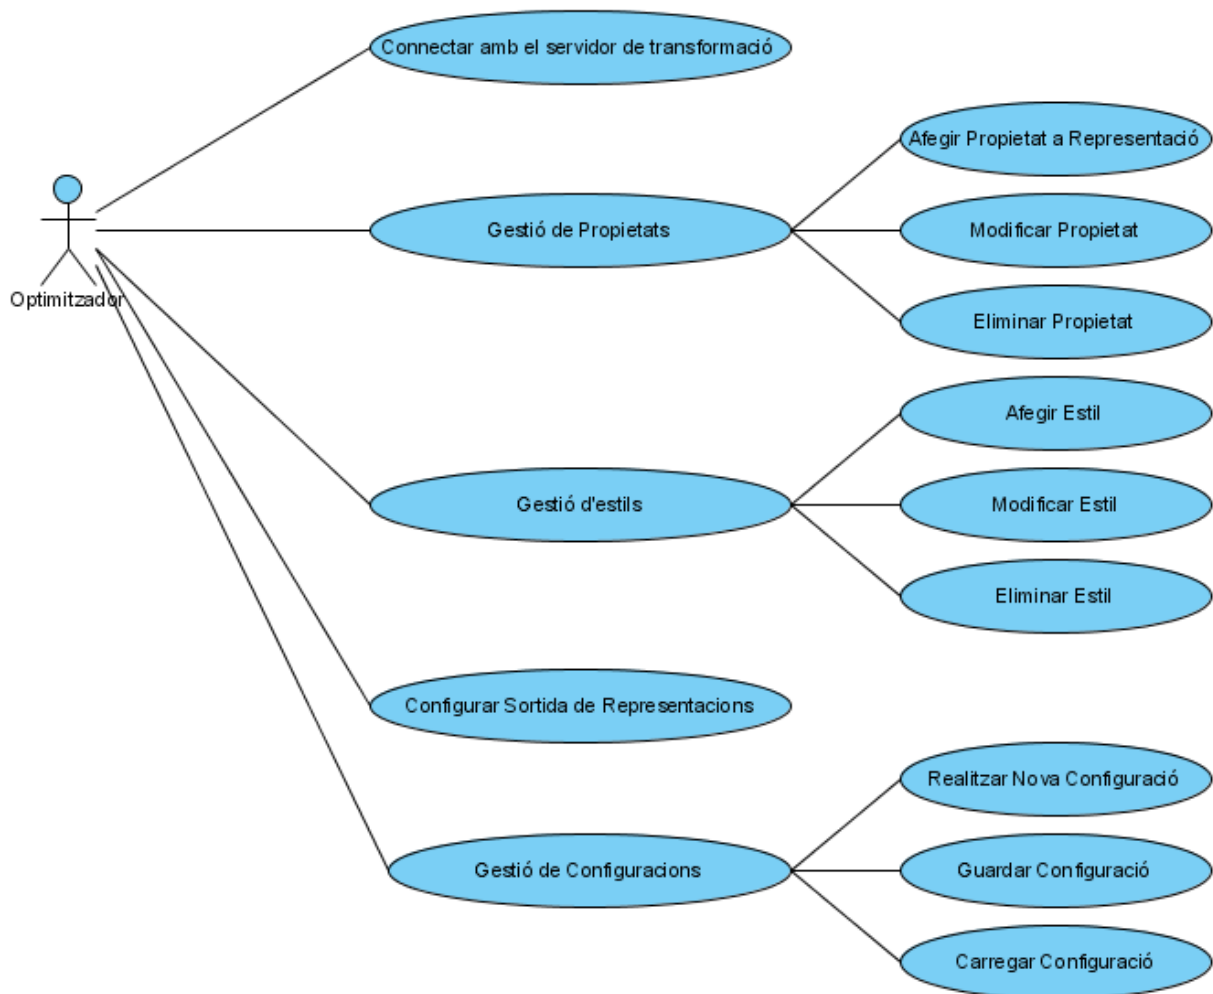 Connectar amb el servidor de transformació
Afegir Propietat a Representació
Gestió de Propietats
Modificar Propietat
Optimitzador
Eliminar Propietat
Afegir Estil
Gestió d'estils
Modificar Estil
Eliminar Estil
Configurar Sortida de Representacions
Realitzar Nova Configuració
Gestió de Configuracions
Guardar Configuració
Carregar Configuració